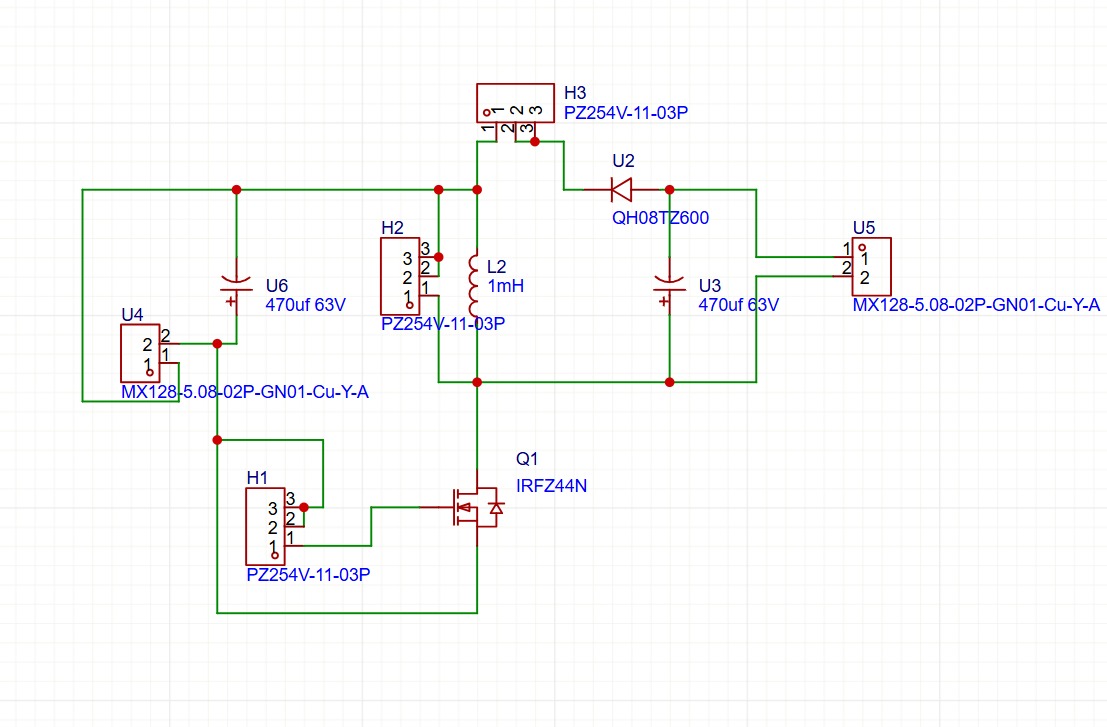 H3
PZ254V-11-03P
1 2 3
1 2 3
U2
QH08TZ600
H2
3 3
2 2
1 1
PZ254V-11-03P
L2
1mH
U6
470uf 63V
+
U3
470uf 63V
+
U5
1 1
2 2
MX128-5.08-02P-GN01-Cu-Y-A
U4
2 2
1 1
MX128-5.08-02P-GN01-Cu-Y-A
H1
3 3
2 2
1 1
PZ254V-11-03P
Q1
IRFZ44N